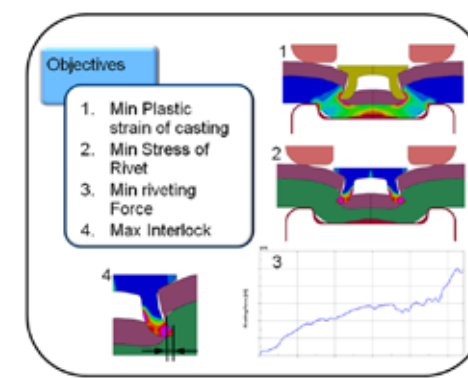 Objectives
1. Min Plastic
strain of casting
2. Min Stress of
Rivet
3. Min riveting
Force
4. Max Interlock
1
2
3
4